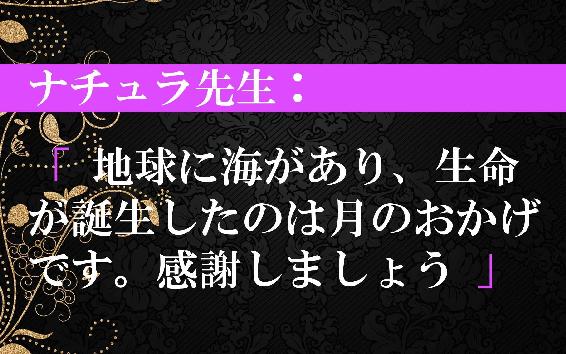 ナチュラ先生：
「 地球に海があり、生命
が誕生したのは月のおかげ
です。感謝しましょう 」